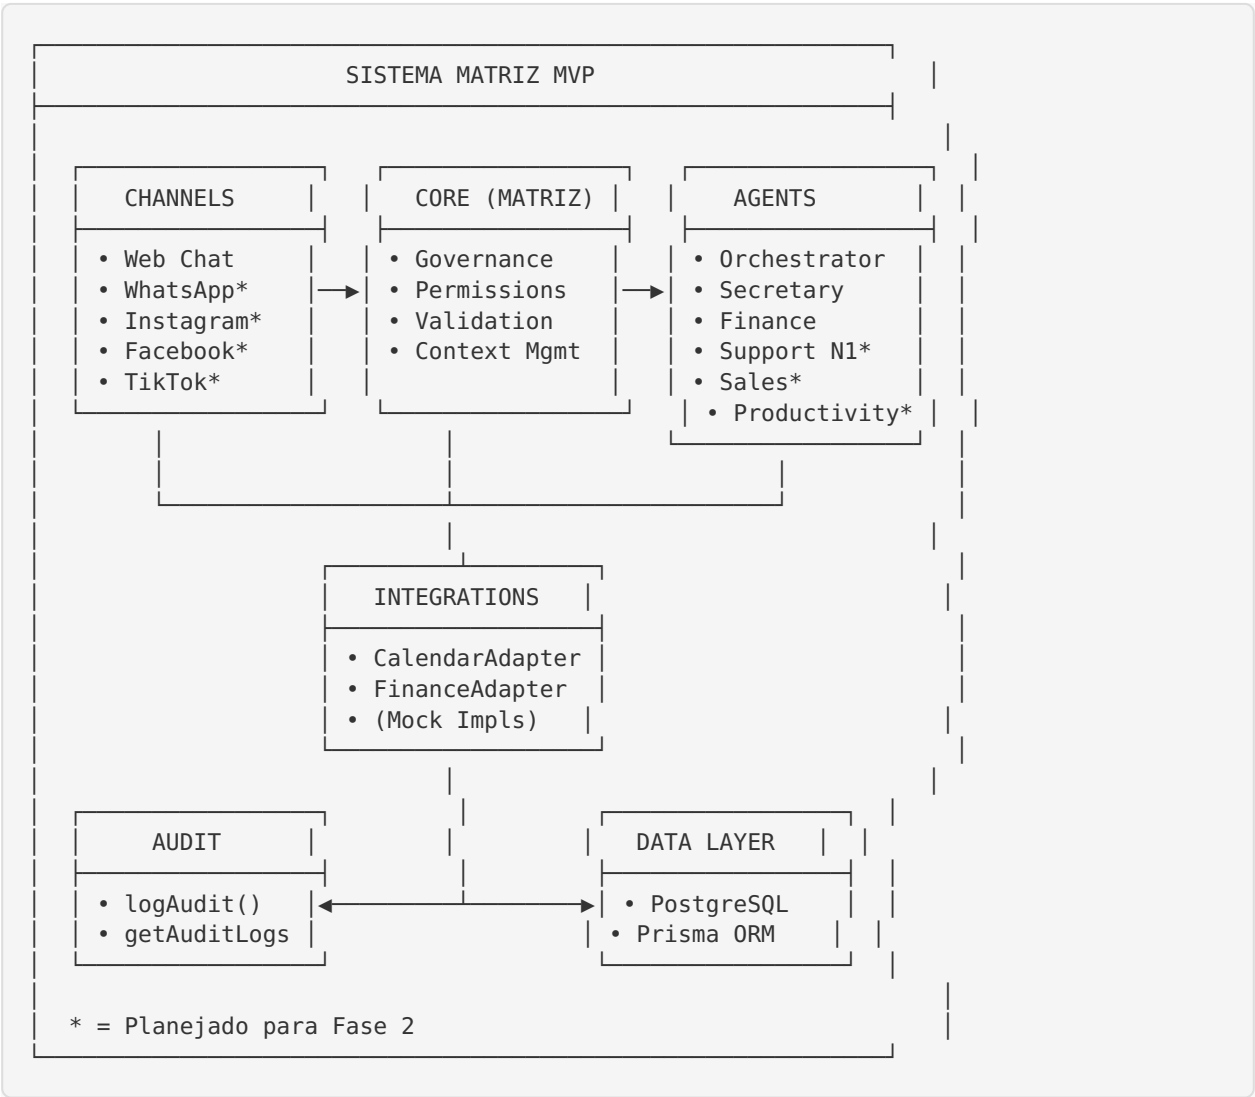 SISTEMA MATRIZ MVP
CHANNELS
• Web Chat
• WhatsApp*
• Instagram*
• Facebook*
• TikTok*
CORE (MATRIZ)
• Governance
• Permissions
• Validation
• Context Mgmt
AGENTS
• Orchestrator
• Secretary
• Finance
• Support N1*
• Sales*
• Productivity*
INTEGRATIONS
• CalendarAdapter
• FinanceAdapter
• (Mock Impls)
AUDIT
• logAudit()
• getAuditLogs
DATA LAYER
• PostgreSQL
• Prisma ORM
* = Planejado para Fase 2